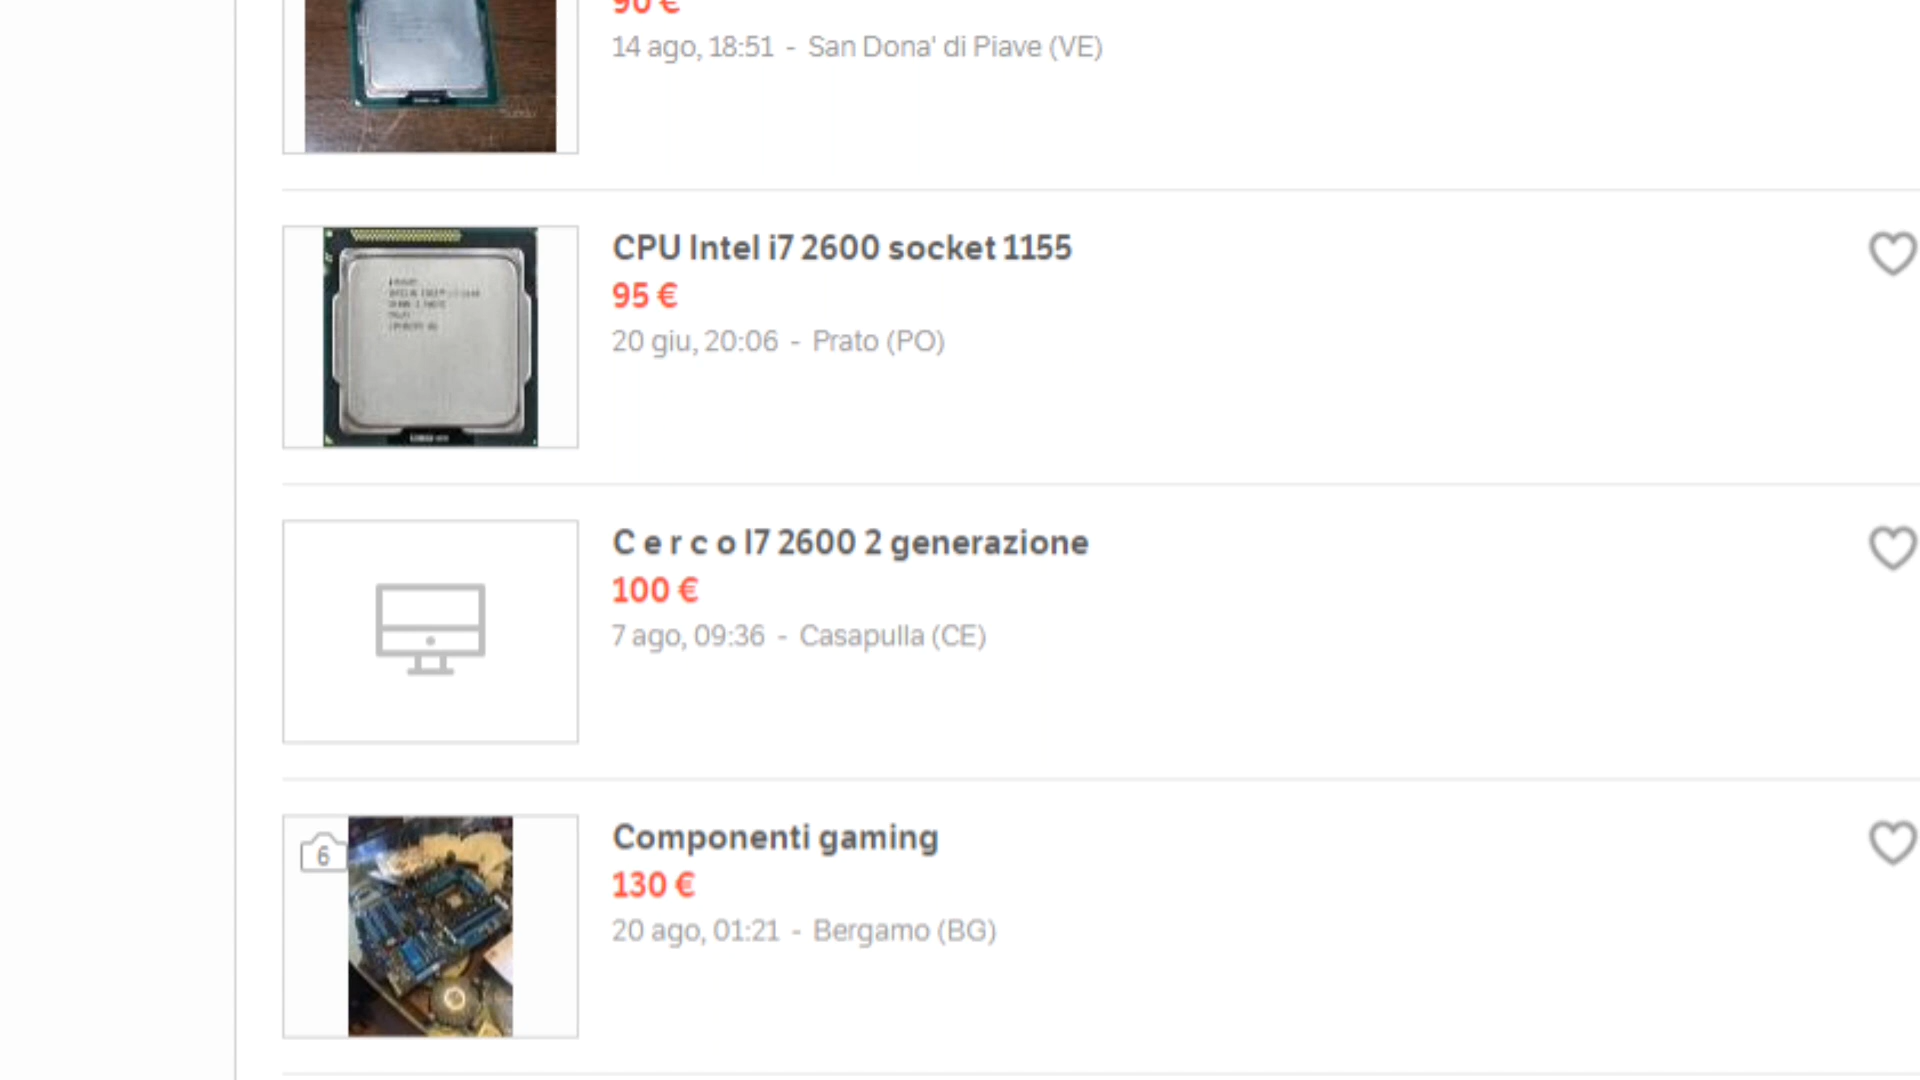 90 €
14 ago, 18:51 - San Dona' di Piave (VE)
CPU Intel i7 2600 socket 1155
95 €
20 giu, 20:06 - Prato (PO)
C e r c o I7 2600 2 generazione
100 €
7 ago, 09:36 - Casapulla (CE)
6
Componenti gaming
130 €
20 ago, 01:21 - Bergamo (BG)